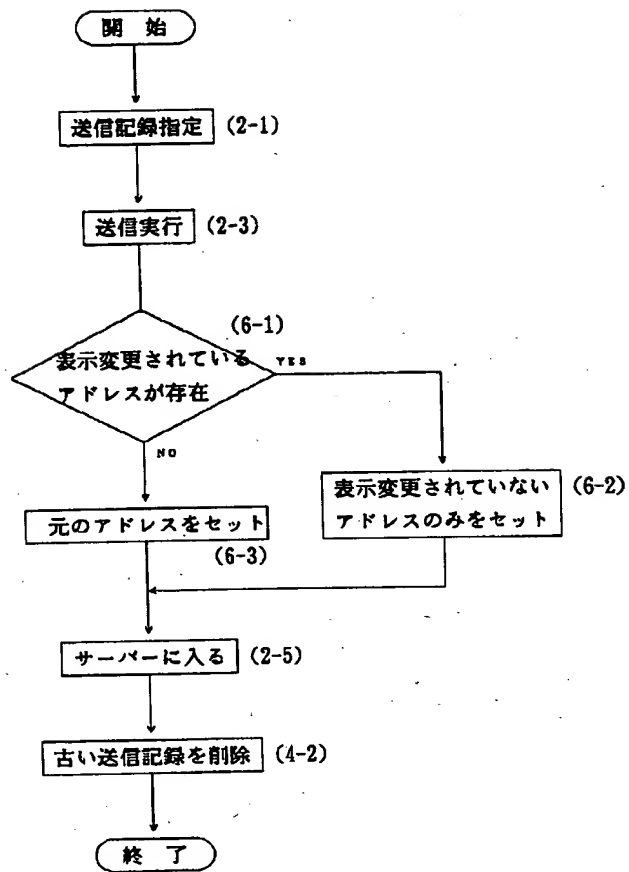 開 始
送信記録指定 (2-1)
送信実行 (2-3)
(6-1)
表示変更されている YES
アドレスが存在
NO
表示変更されていない (6-2)
アドレスのみをセット
元のアドレスをセット
(6-3)
サーバーに入る (2-5)
古い送信記録を削除 (4-2)
終 了